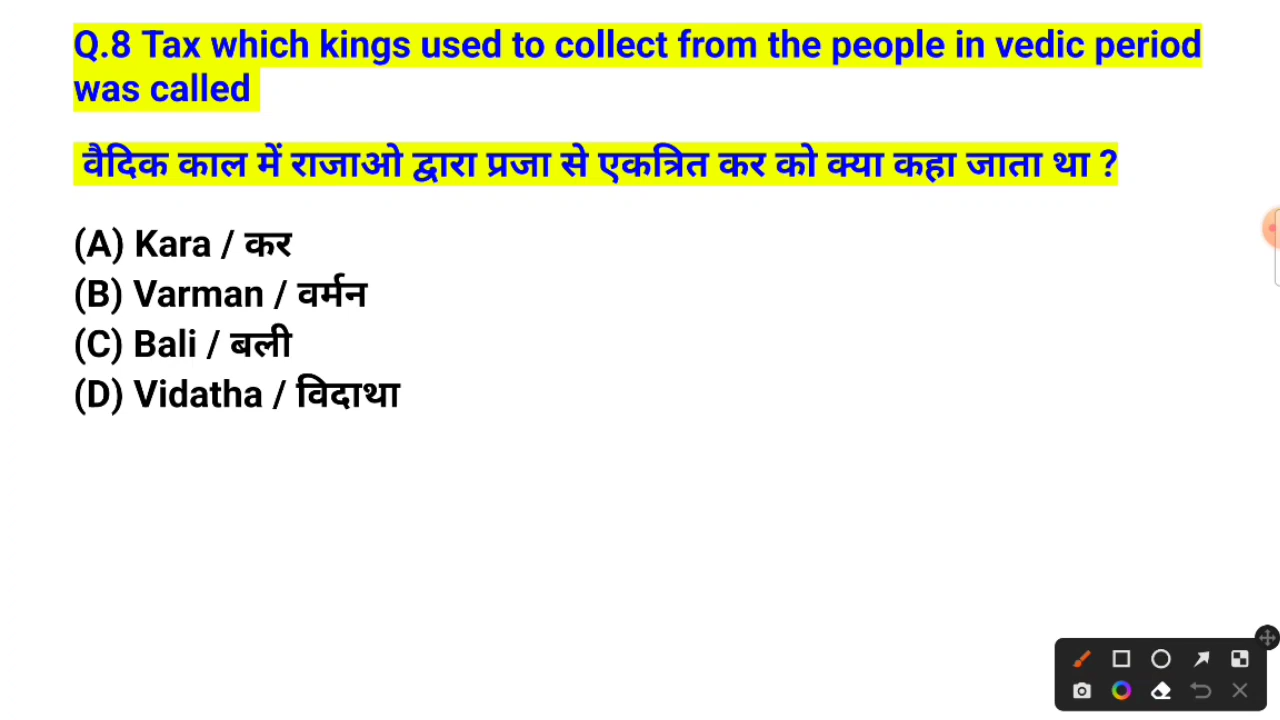 Q.8 Tax which kings used to collect from the people in vedic period
was called
वैदिक काल में राजाओ द्वारा प्रजा से एकत्रित कर को क्या कहा जाता था ?
(A) Kara / कर
(B) Varman / वर्मन
(C) Bali / बली
(D) Vidatha / विदाथा